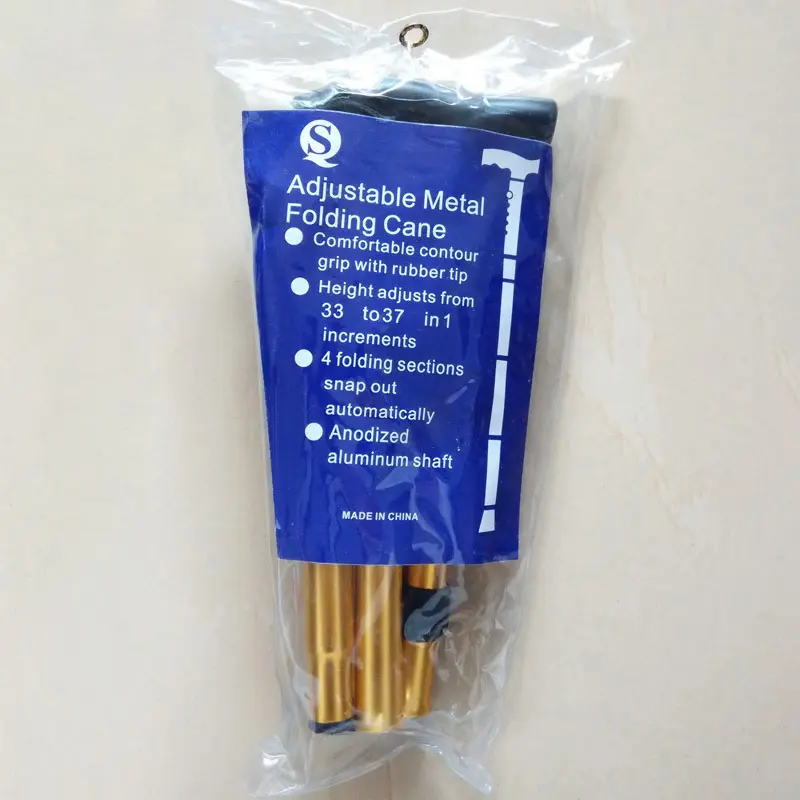 QS
Adjustable Metal
Folding Cane
Comfortable contour
grip with rubber tip
Height adjusts from
33 to37 in1
increments
4 folding sections
snap out
automatically
Anodized
aluminum shaft
MADE IN CHINA